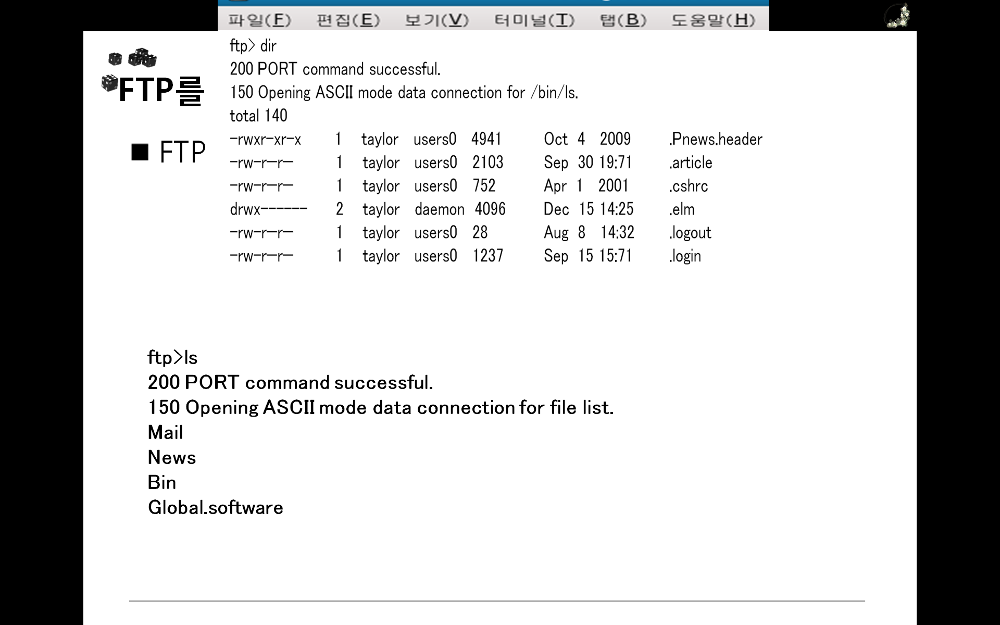 파일(F) 편집(E) 보기(V) 터미널(T) 탭(B) 도움말(H)
FTP를
■ FTP
ftp> dir
200 PORT command successful.
150 Opening ASCII mode data connection for /bin/ls.
total 140
-rwxr-xr-x 1 taylor users0 4941 Oct 4 2009 .Pnews.header
-rw-r--r-- 1 taylor users0 2103 Sep 30 19:71 .article
-rw-r--r-- 1 taylor users0 752 Apr 1 2001 .cshrc
drwx------ 2 taylor daemon 4096 Dec 15 14:25 .elm
-rw-r--r-- 1 taylor users0 28 Aug 8 14:32 .logout
-rw-r--r-- 1 taylor users0 1237 Sep 15 15:71 .login
ftp>ls
200 PORT command successful.
150 Opening ASCII mode data connection for file list.
Mail
News
Bin
Global.software